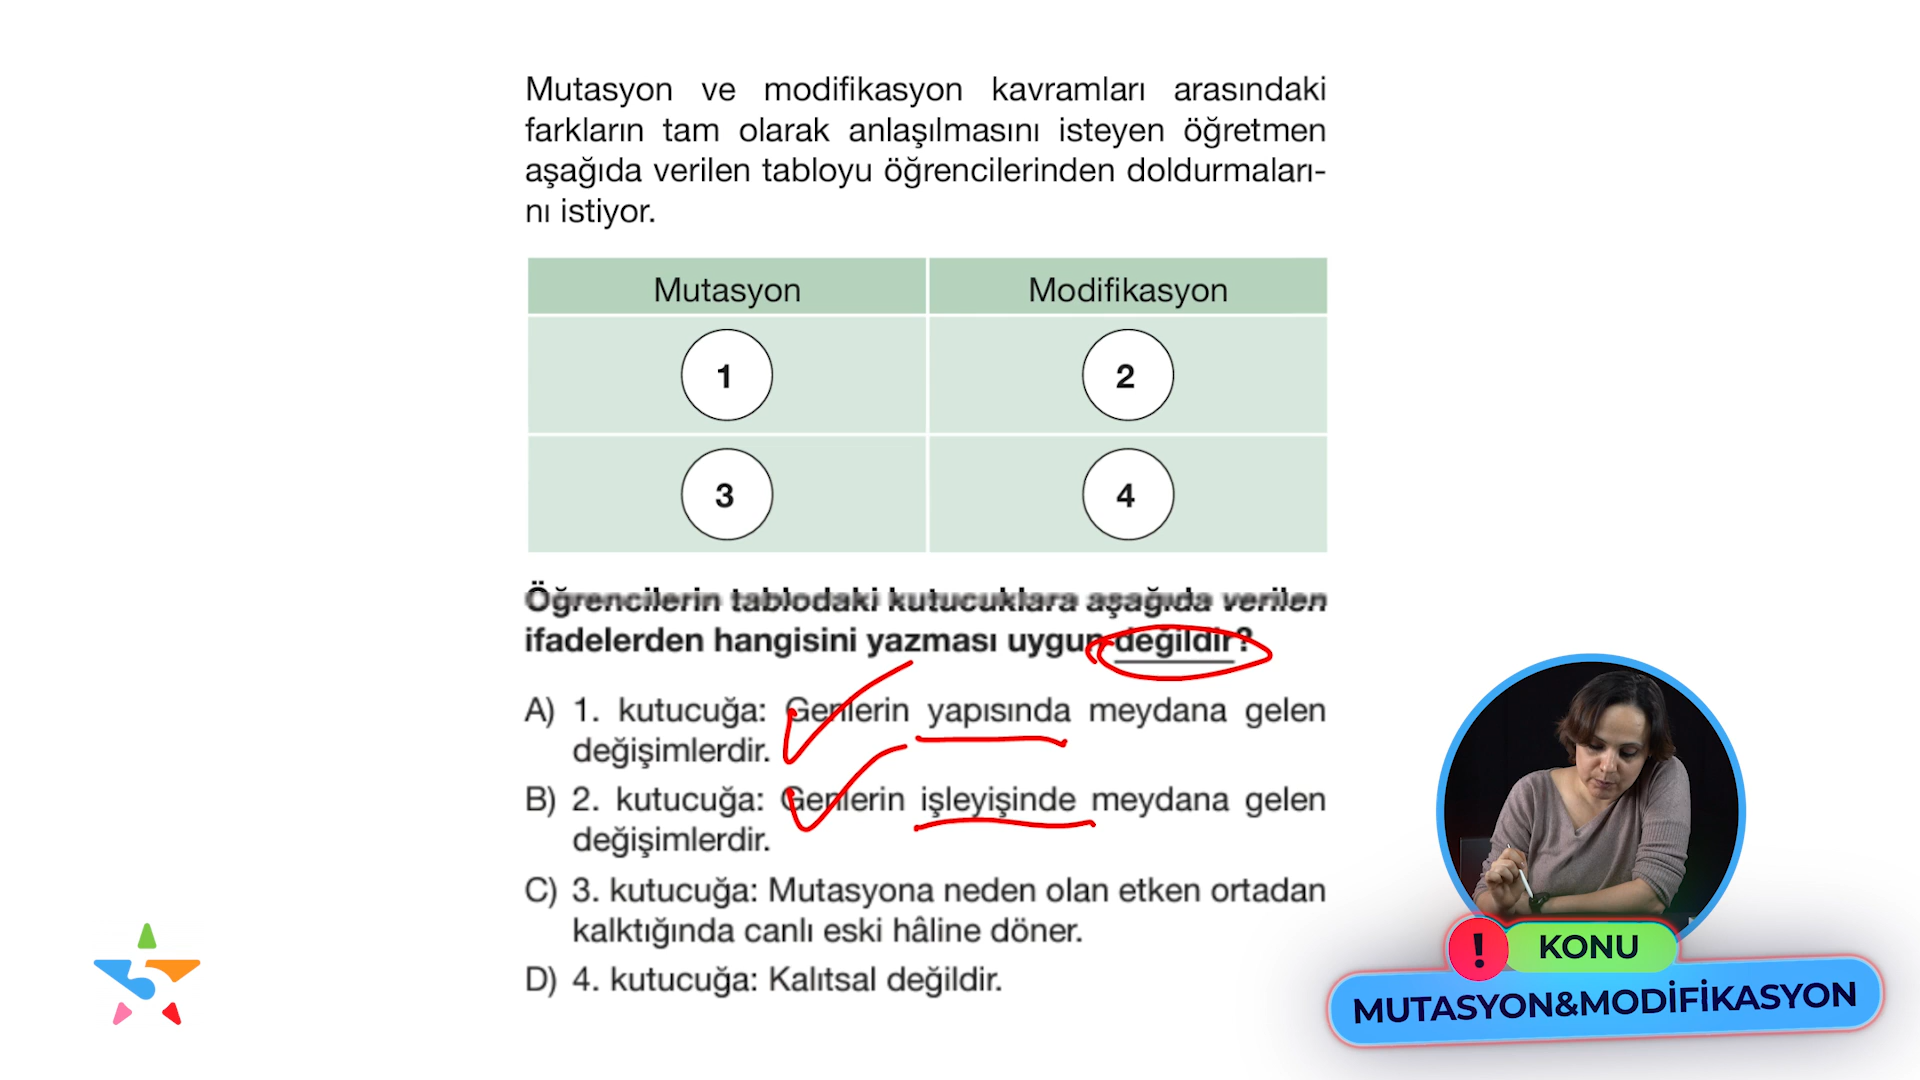 Mutasyon ve modifikasyon kavramları arasındaki
farkların tam olarak anlaşılmasını isteyen öğretmen
aşağıda verilen tabloyu öğrencilerinden doldurmaları-
nı istiyor.
Mutasyon Modifikasyon
1 2
3 4
Öğrencilerin tablodaki kutucuklara aşağıda verilen
ifadelerden hangisini yazması uygun değildir?
A) 1. kutucuğa: Genlerin yapısında meydana gelen
değişimlerdir.
B) 2. kutucuğa: Genlerin işleyişinde meydana gelen
değişimlerdir.
C) 3. kutucuğa: Mutasyona neden olan etken ortadan
kalktığında canlı eski hâline döner.
D) 4. kutucuğa: Kalıtsal değildir.
5
! KONU
MUTASYON&MODİFİKASYON